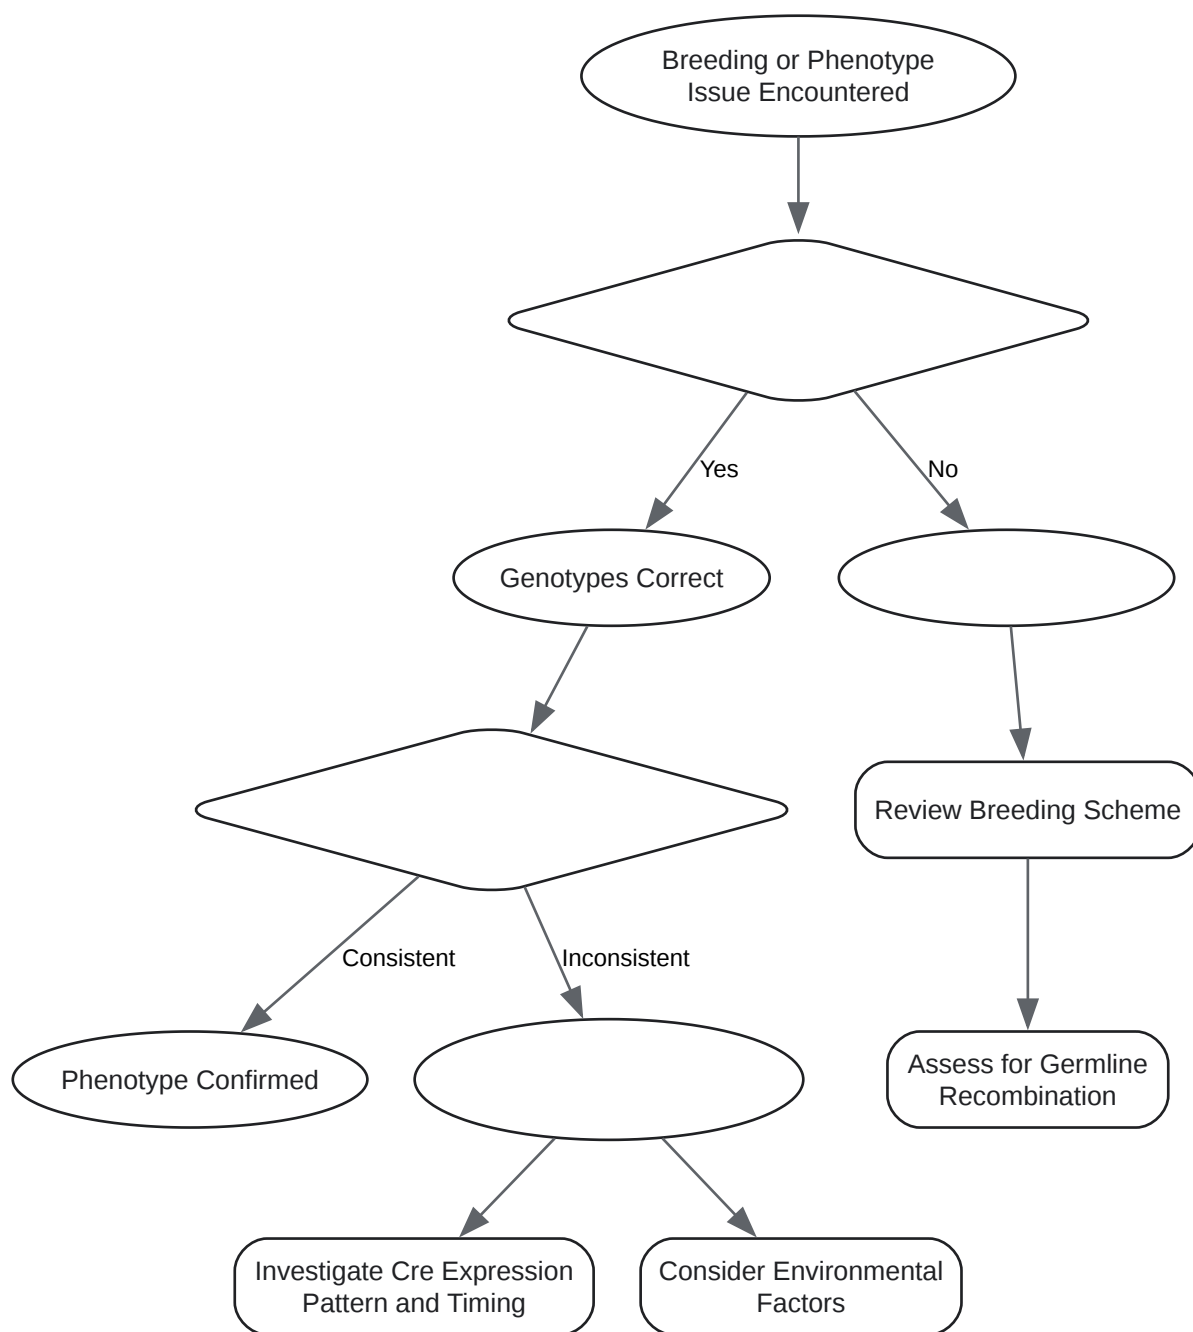 Breeding or Phenotype
Issue Encountered
Yes
No
Genotypes Correct
Review Breeding Scheme
Consistent
Inconsistent
Phenotype Confirmed
Assess for Germline
Recombination
Investigate Cre Expression
Pattern and Timing
Consider Environmental
Factors